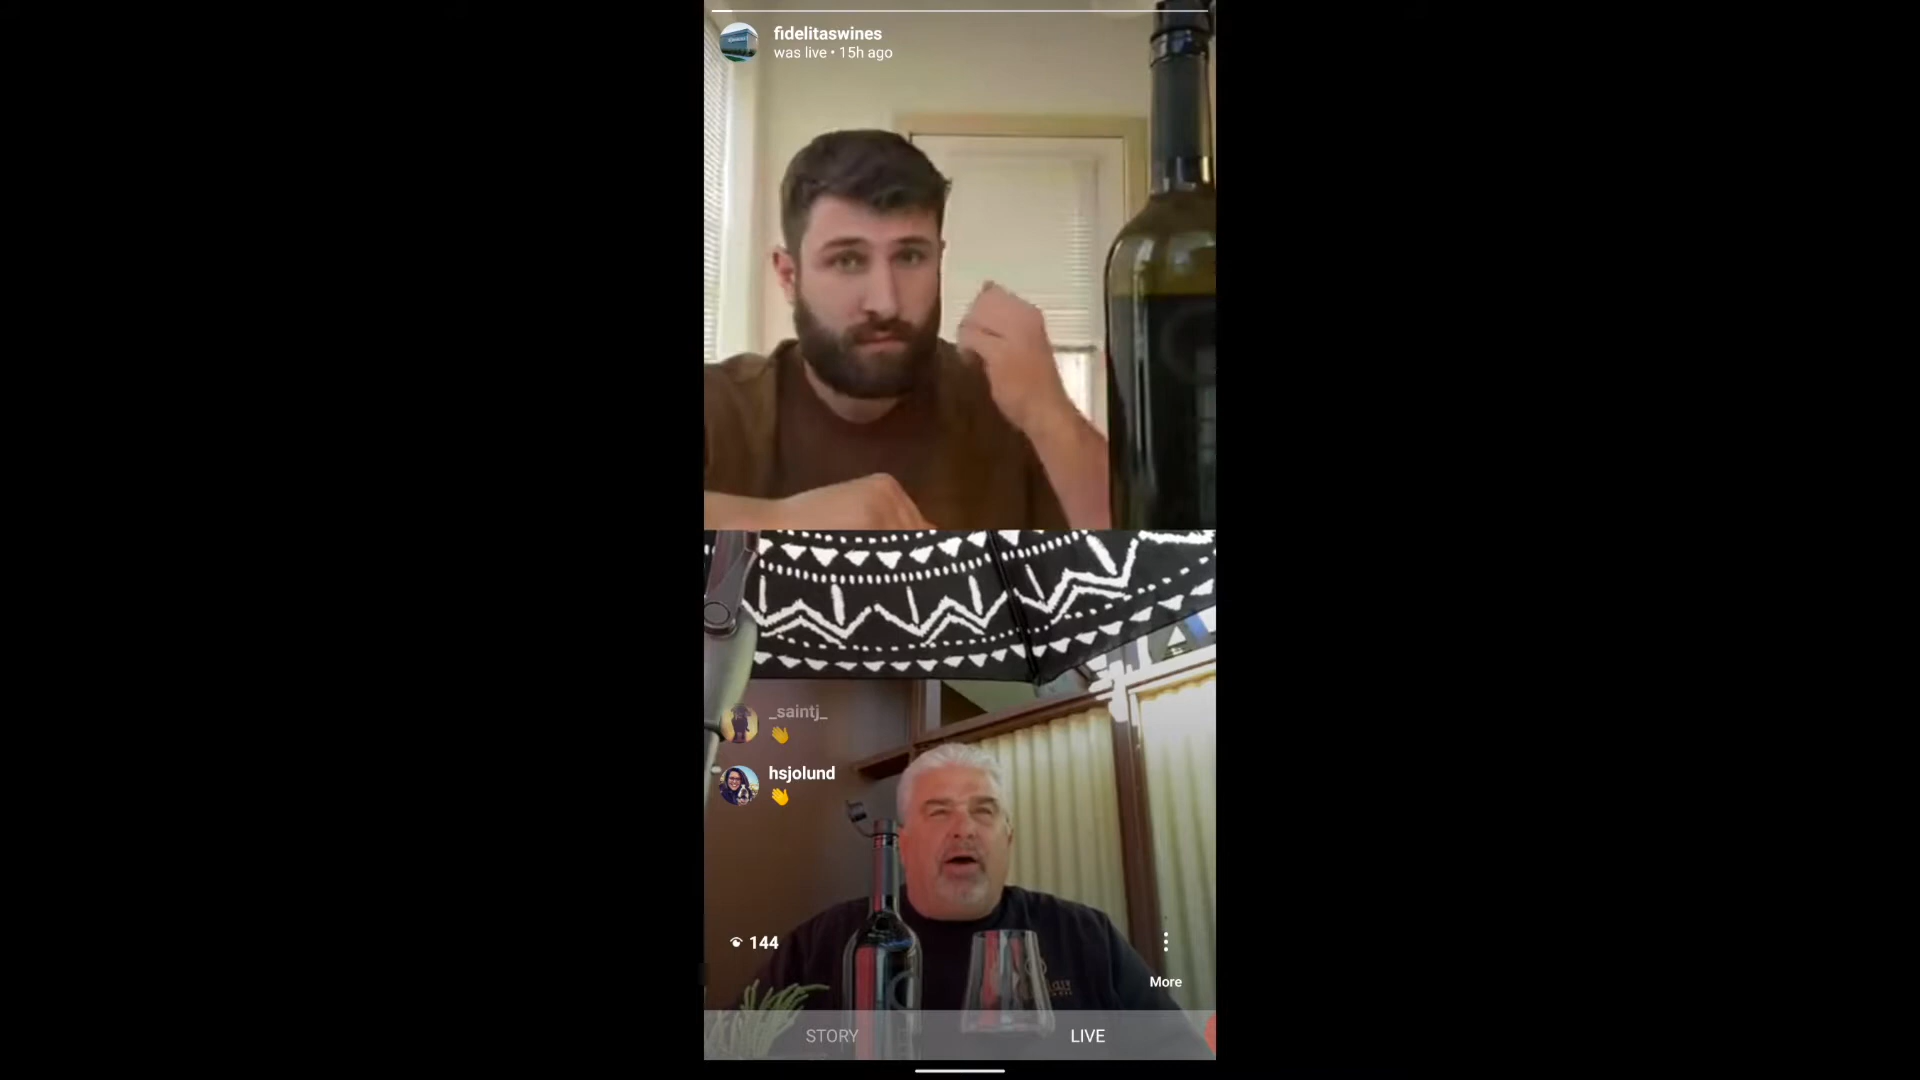 fidelitaswines
was live • 15h ago
_saintj_
👋
hsjolund
👋
144
More
STORY
LIVE